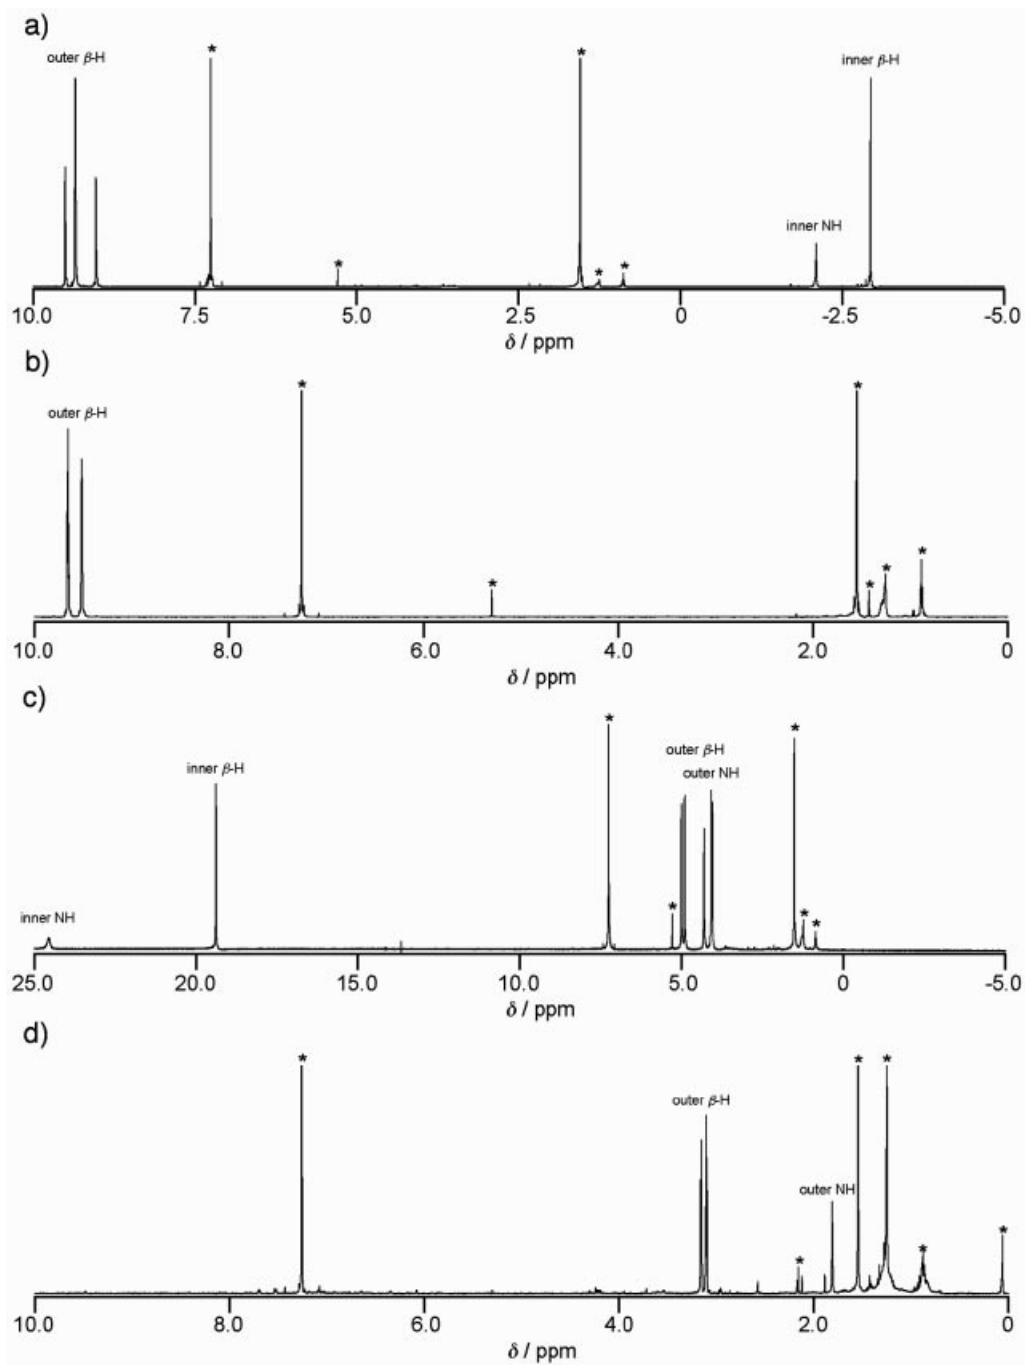 a)
outer β-H
*
*
*
*
*
inner NH
inner β-H
10.0 7.5 5.0 2.5 0 -2.5 -5.0
δ / ppm
b)
outer β-H
*
*
*
*
*
*
10.0 8.0 6.0 4.0 2.0 0
δ / ppm
c)
inner NH
inner β-H
*
*
outer β-H
outer NH
*
*
*
25.0 20.0 15.0 10.0 5.0 0 -5.0
δ / ppm
d)
*
outer β-H
*
outer NH
*
*
*
*
10.0 8.0 6.0 4.0 2.0 0
δ / ppm